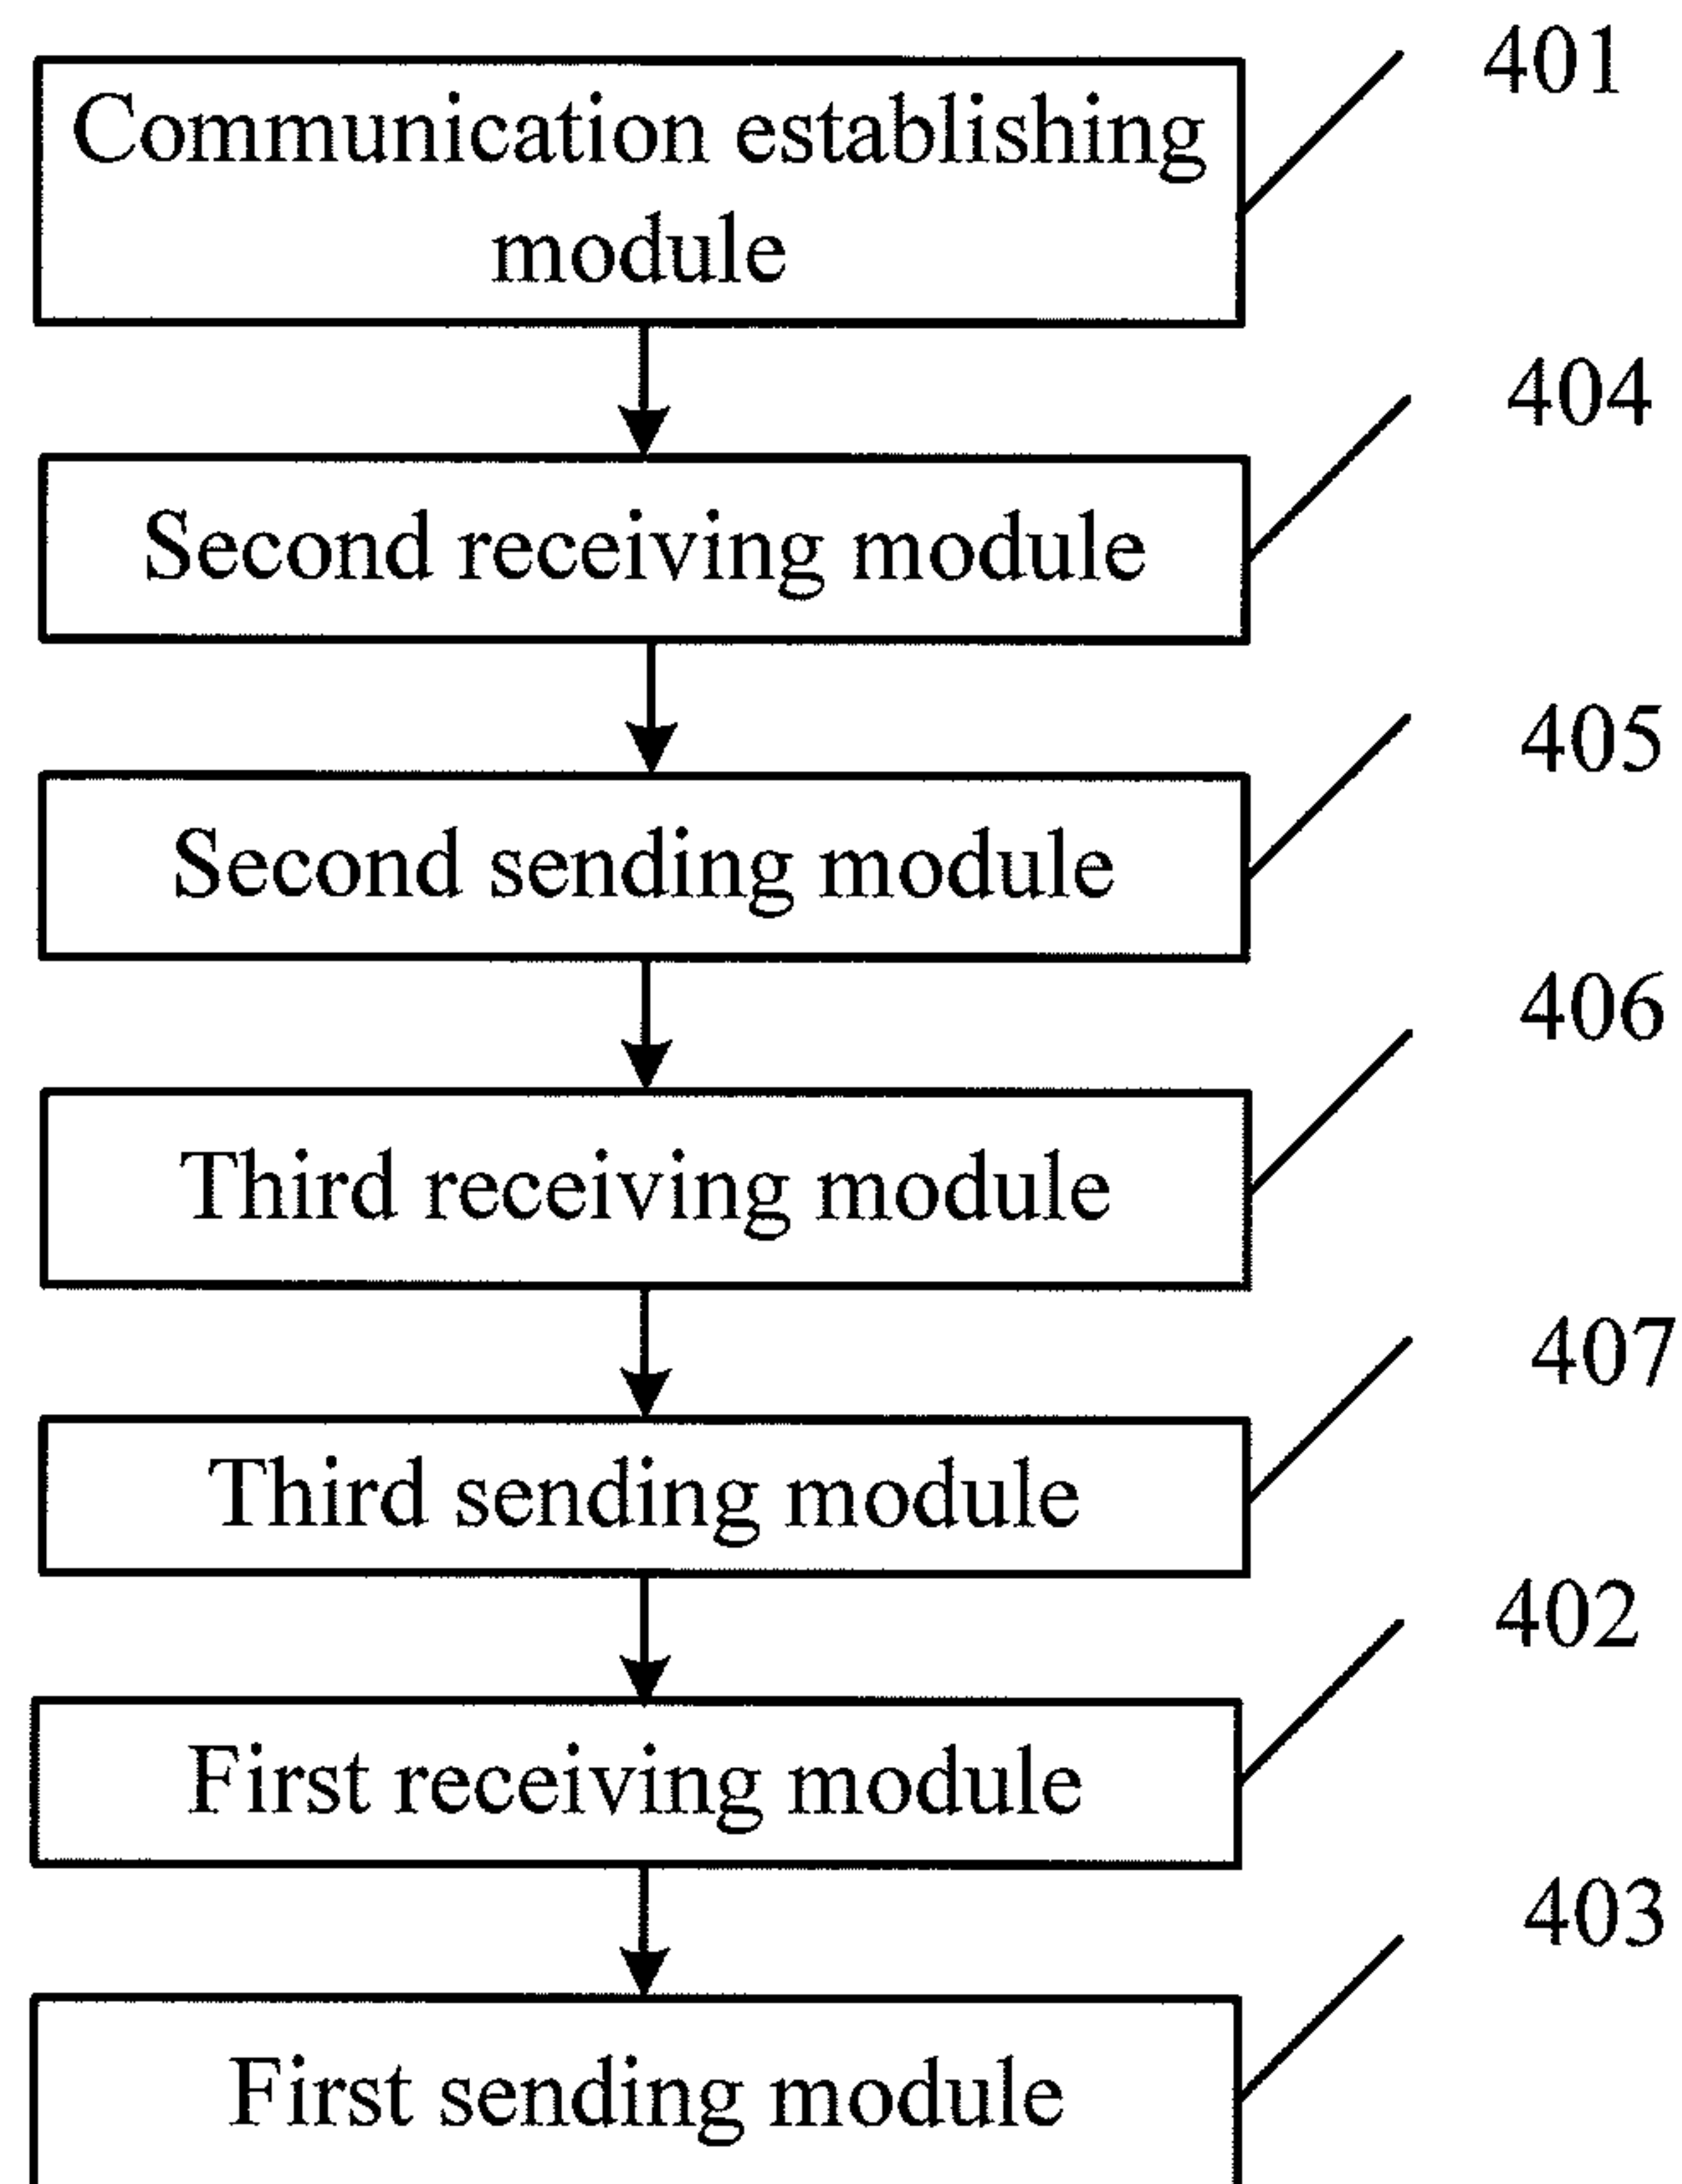 401
Communication establishing
module
404
Second receiving module
405
Second sending module
406
Third receiving module
407
Third sending module
402
First receiving module
403
First sending module